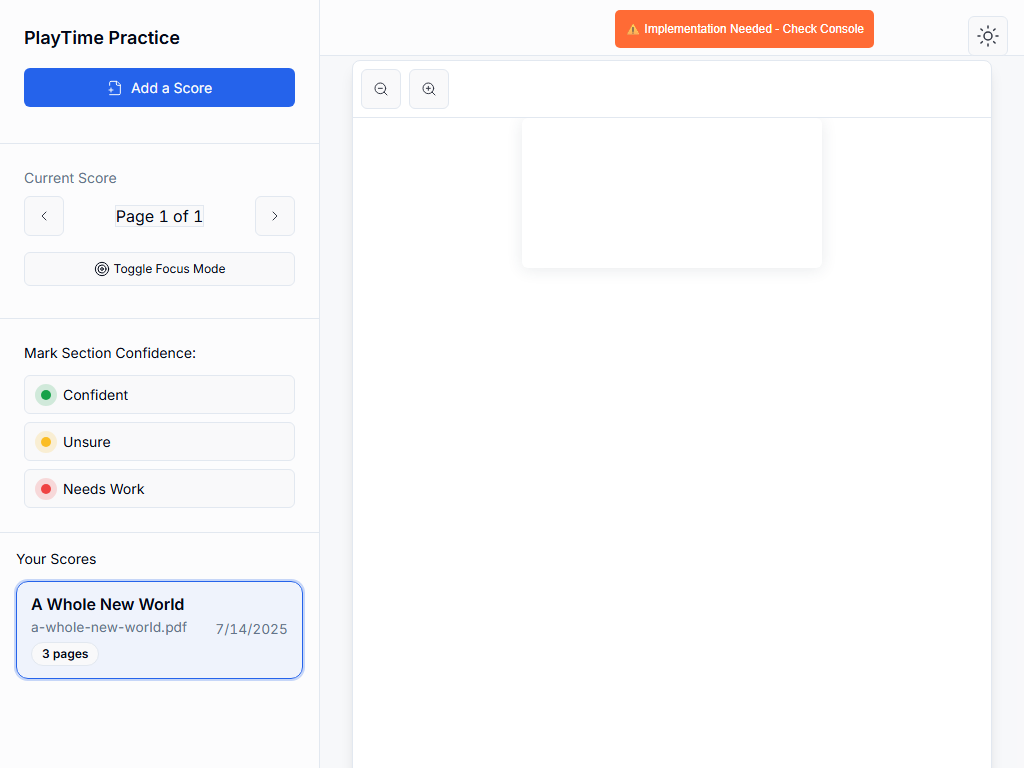 PlayTime Practice
Add a Score
Current Score
Page 1 of 1
Toggle Focus Mode
Mark Section Confidence:
Confident
Unsure
Needs Work
Your Scores
A Whole New World
a-whole-new-world.pdf
7/14/2025
3 pages
⚠️ Implementation Needed - Check Console